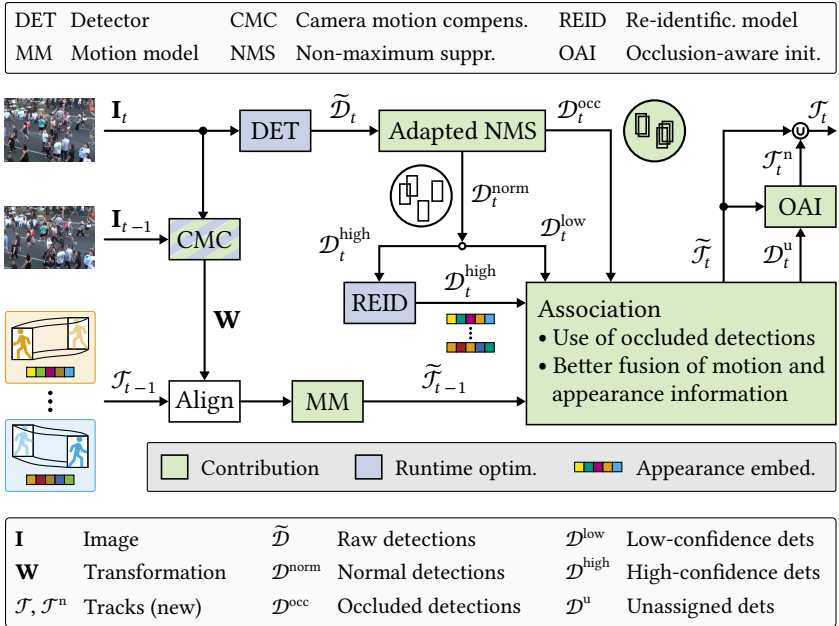 DET Detector CMC Camera motion compens. REID Re-identific. model
MM Motion model NMS Non-maximum suppr. OAI Occlusion-aware init.
𝐈_t DET 𝒟̃_t Adapted NMS 𝒟_t^occ 𝒯_t
∪
𝒯_t^n
𝒟_t^norm
OAI
𝐈_{t−1} CMC 𝒟_t^high 𝒟_t^low 𝒯̃_t 𝒟_t^u
REID 𝒟_t^high
𝐖
Association
• Use of occluded detections
• Better fusion of motion and
appearance information
𝒯_{t−1} Align MM 𝒯̃_{t−1}
Contribution Runtime optim. Appearance embed.
𝐈 Image 𝒟̃ Raw detections 𝒟^low Low-confidence dets
𝐖 Transformation 𝒟^norm Normal detections 𝒟^high High-confidence dets
𝒯, 𝒯^n Tracks (new) 𝒟^occ Occluded detections 𝒟^u Unassigned dets